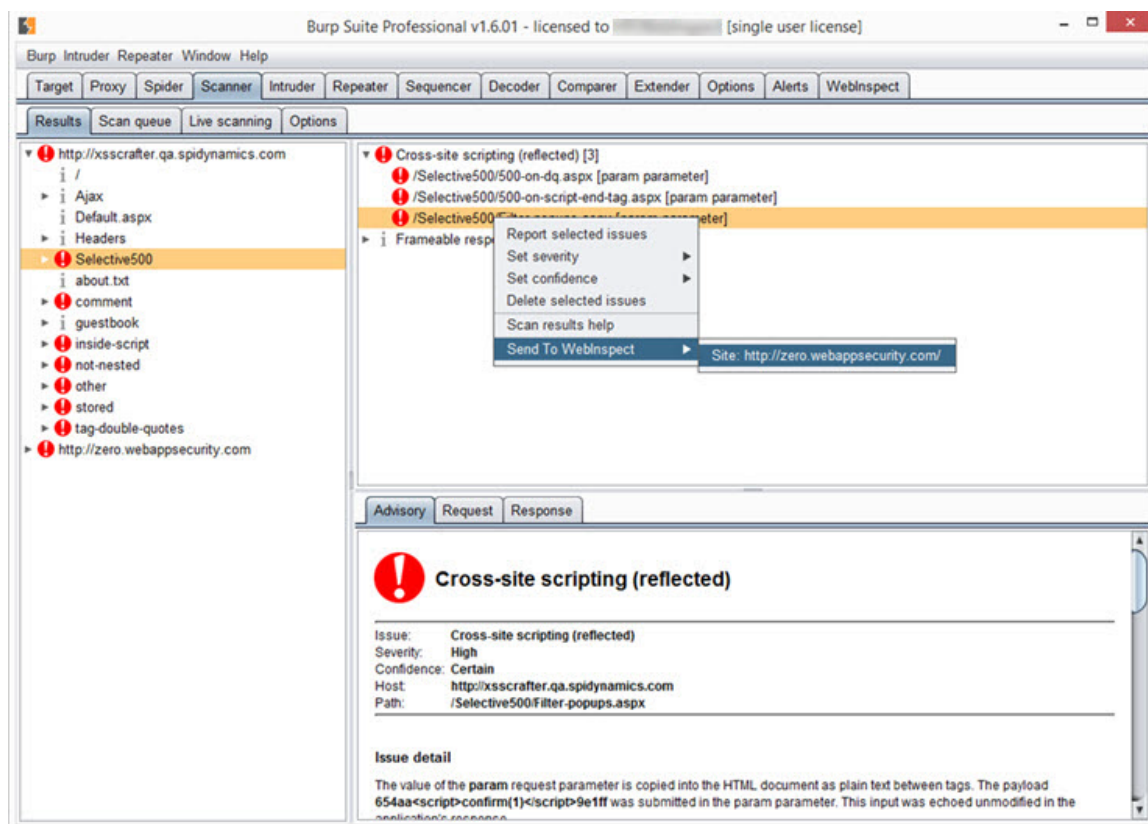 Burp Suite Professional v1.6.01 - licensed to [single user license]
Burp Intruder Repeater Window Help
Target Proxy Spider Scanner Intruder Repeater Sequencer Decoder Comparer Extender Options Alerts WebInspect
Results Scan queue Live scanning Options
http://xsscrafter.qa.spidynamics.com
/
Ajax
Default.aspx
Headers
Selective500
about.txt
comment
guestbook
inside-script
not-nested
other
stored
tag-double-quotes
http://zero.webappsecurity.com
Cross-site scripting (reflected) [3]
/Selective500/500-on-dq.aspx [param parameter]
/Selective500/500-on-script-end-tag.aspx [param parameter]
/Selective500/Filter-popups.aspx [param parameter]
Frameable resp
Report selected issues
Set severity
Set confidence
Delete selected issues
Scan results help
Send To WebInspect
Site: http://zero.webappsecurity.com/
Advisory Request Response
Cross-site scripting (reflected)
Issue: Cross-site scripting (reflected)
Severity: High
Confidence: Certain
Host: http://xsscrafter.qa.spidynamics.com
Path: /Selective500/Filter-popups.aspx
Issue detail
The value of the param request parameter is copied into the HTML document as plain text between tags. The payload
654aa<script>confirm(1)</script>9e1ff was submitted in the param parameter. This input was echoed unmodified in the
application's response.